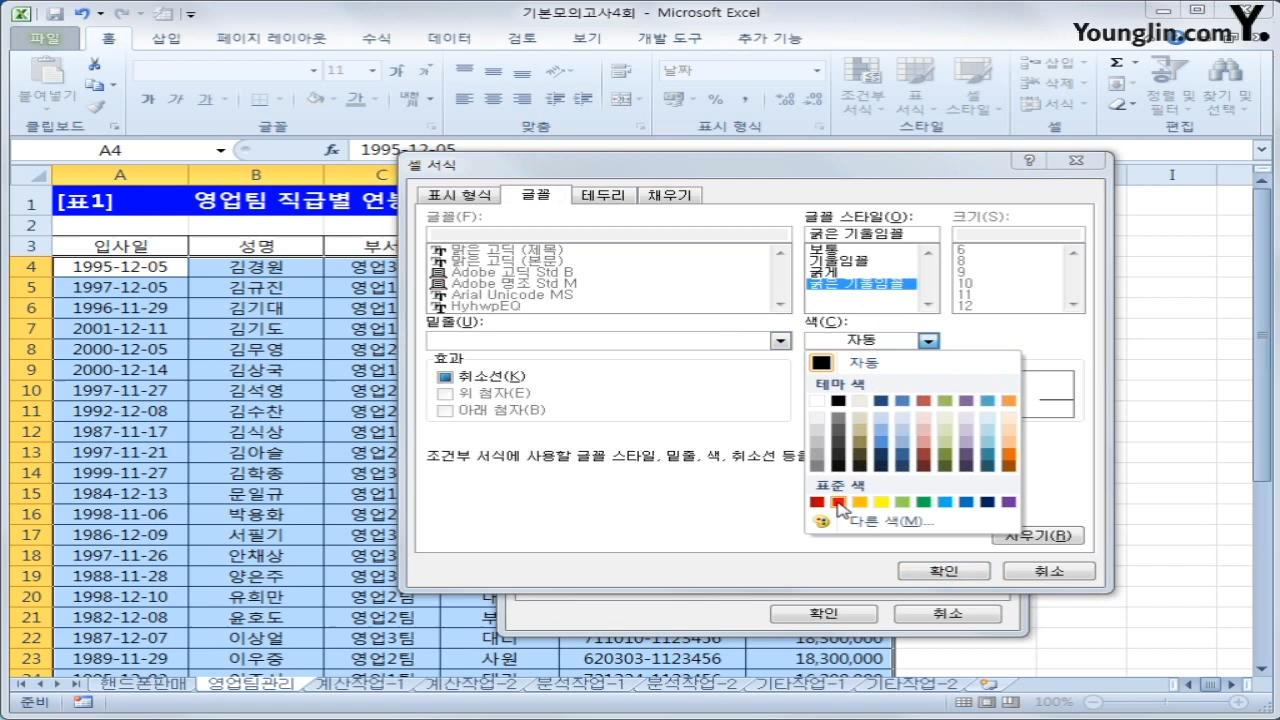 기본모의고사4회 - Microsoft Excel
Younglin.com Y.
파일 홈 삽입 페이지 레이아웃 수식 데이터 검토 보기 개발 도구 추가 기능
붙여넣기 11 가 가 날짜 조건부 서식 표 서식 셀 스타일 삽입 삭제 서식 정렬 및 필터 찾기 및 선택
가 가 가 %
클립보드 글꼴 맞춤 표시 형식 스타일 셀 편집
A4 fx 1995-12-05
A B C I
1 [표1] 영업팀 직급별 연봉
2
3 입사일 성명 부서
4 1995-12-05 김경원 영업3
5 1997-12-05 김규진 영업1
6 1996-11-29 김기대 영업1
7 2001-12-11 김기도 영업1
8 2000-12-05 김무영 영업2
9 2000-12-14 김상국 영업1
10 1997-11-27 김석영 영업2
11 1992-12-08 김수찬 영업2
12 1987-11-17 김식상 영업1
13 1997-11-21 김아슬 영업2
14 1999-11-27 김학종 영업3
15 1984-12-13 문일규 영업1
16 1998-11-06 박용화 영업2
17 1986-12-09 서필기 영업3
18 1997-11-26 안채상 영업3
19 1988-11-28 양은주 영업3
20 1998-12-10 유희만 영업2팀
21 1982-12-08 윤호도 영업2팀
22 1987-12-07 이상얼 영업3팀 대리 711010-1123456 18,300,000
23 1989-11-29 이우중 영업2팀 사원 620303-1123456 18,300,000
24
셀 서식
표시 형식 글꼴 테두리 채우기
글꼴(F): 글꼴 스타일(O): 크기(S):
굵은 기울임꼴
맑은 고딕 (제목) 보통 6
맑은 고딕 (본문) 기울임꼴 8
Adobe 고딕 Std B 굵게 9
Adobe 명조 Std M 굵은 기울임꼴 10
Arial Unicode MS 11
HyhwpEQ 12
밑줄(U): 색(C):
자동
효과
취소선(K)
위 첨자(E)
아래 첨자(B)
자동
테마 색
표준 색
다른 색(M)...
조건부 서식에 사용할 글꼴 스타일, 밑줄, 색, 취소선 등을
지우기(R)
확인 취소
확인 취소
핸드폰판매 영업팀관리 계산작업-1 계산작업-2 분석작업-1 분석작업-2 기타작업-1 기타작업-2
준비 100%